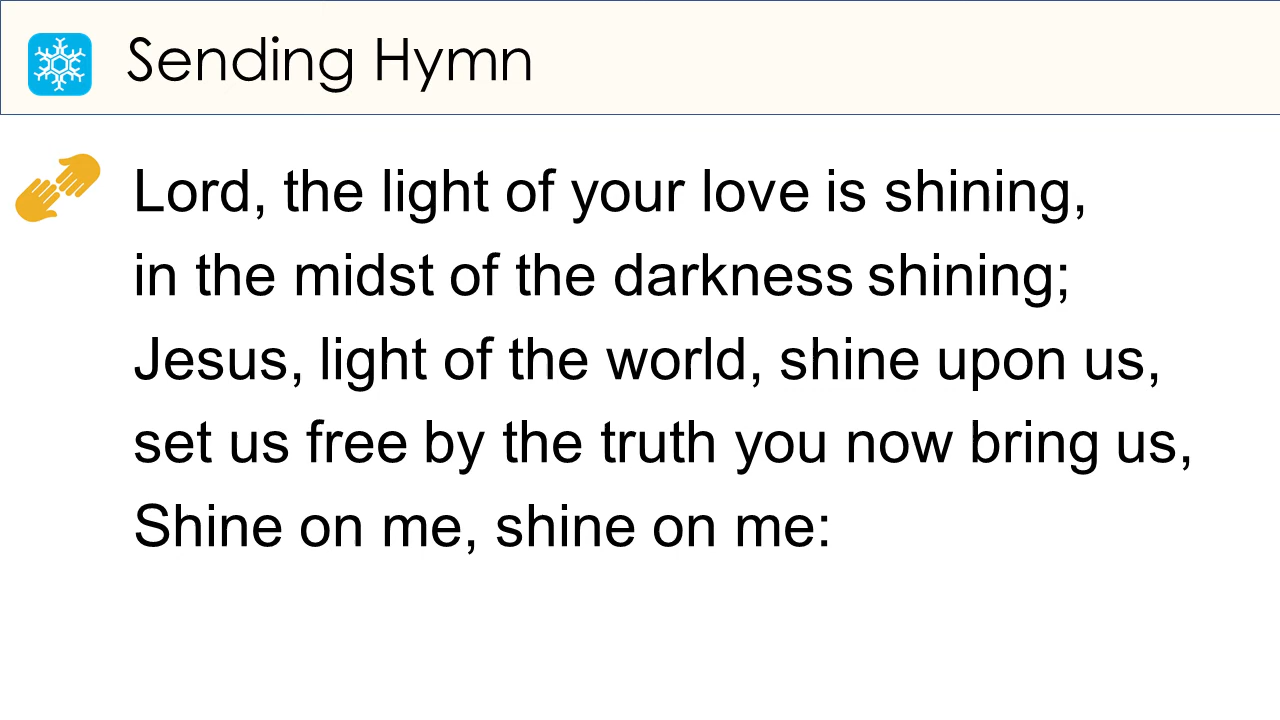 Sending Hymn
Lord, the light of your love is shining,
in the midst of the darkness shining;
Jesus, light of the world, shine upon us,
set us free by the truth you now bring us,
Shine on me, shine on me: